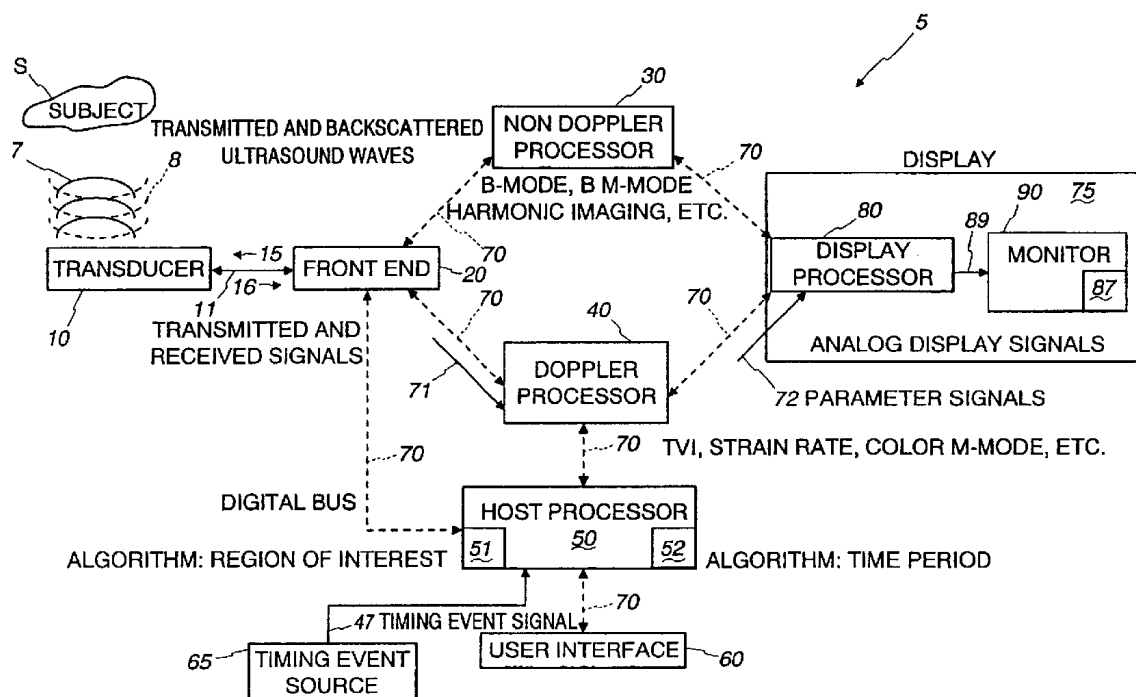 5
S
SUBJECT
TRANSMITTED AND BACKSCATTERED
ULTRASOUND WAVES
7
8
30
NON DOPPLER
PROCESSOR
70
B-MODE, B M-MODE
HARMONIC IMAGING, ETC.
70
DISPLAY
75
80
90
DISPLAY
PROCESSOR
89
MONITOR
87
ANALOG DISPLAY SIGNALS
TRANSDUCER
10
15
11
16
FRONT END
20
TRANSMITTED AND
RECEIVED SIGNALS
70
71
40
DOPPLER
PROCESSOR
70
72 PARAMETER SIGNALS
70
TVI, STRAIN RATE, COLOR M-MODE, ETC.
70
DIGITAL BUS
HOST PROCESSOR
51
50
52
ALGORITHM: REGION OF INTEREST
ALGORITHM: TIME PERIOD
70
47 TIMING EVENT SIGNAL
65
TIMING EVENT
SOURCE
USER INTERFACE
60